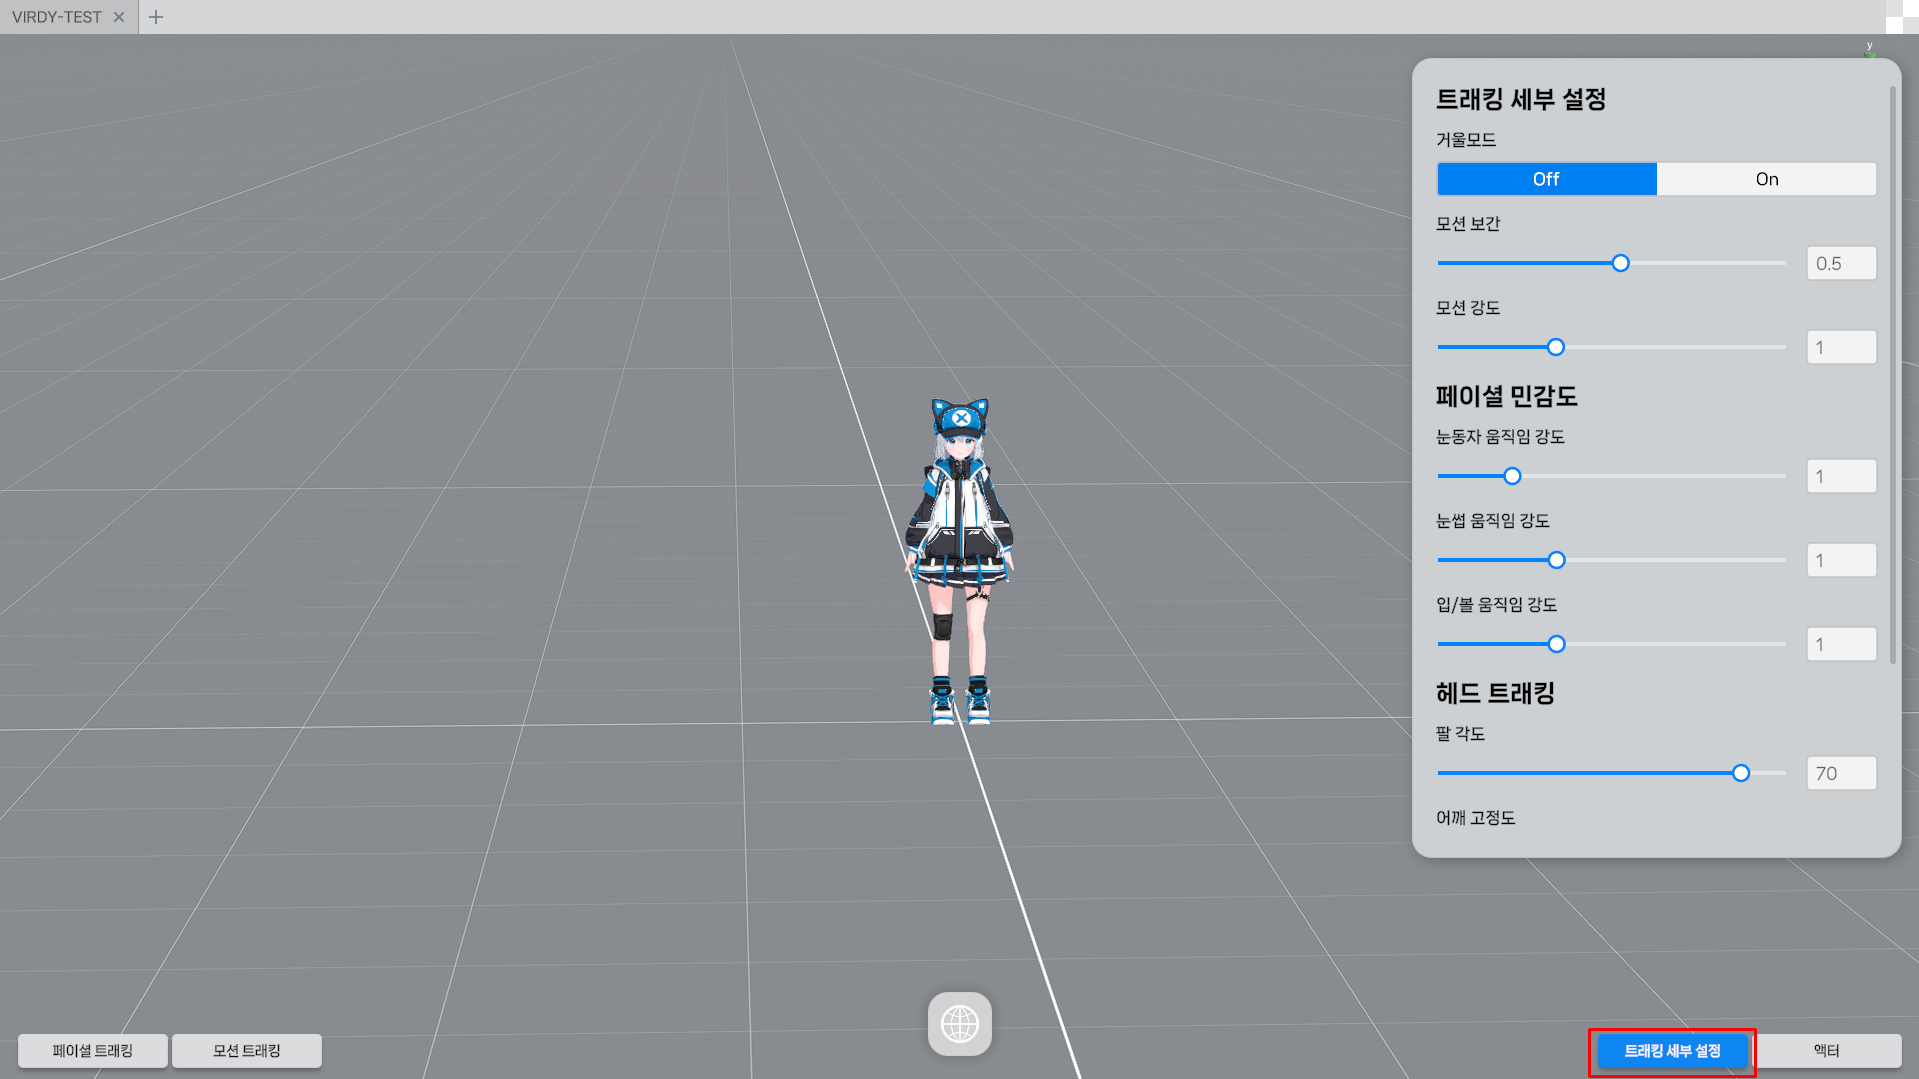 VIRDY-TEST
y
트래킹 세부 설정
거울모드
Off On
모션 보간
0.5
모션 강도
1
페이셜 민감도
눈동자 움직임 강도
1
눈썹 움직임 강도
1
입/볼 움직임 강도
1
헤드 트래킹
팔 각도
70
어깨 고정도
페이셜 트래킹 모션 트래킹 트래킹 세부 설정 액터